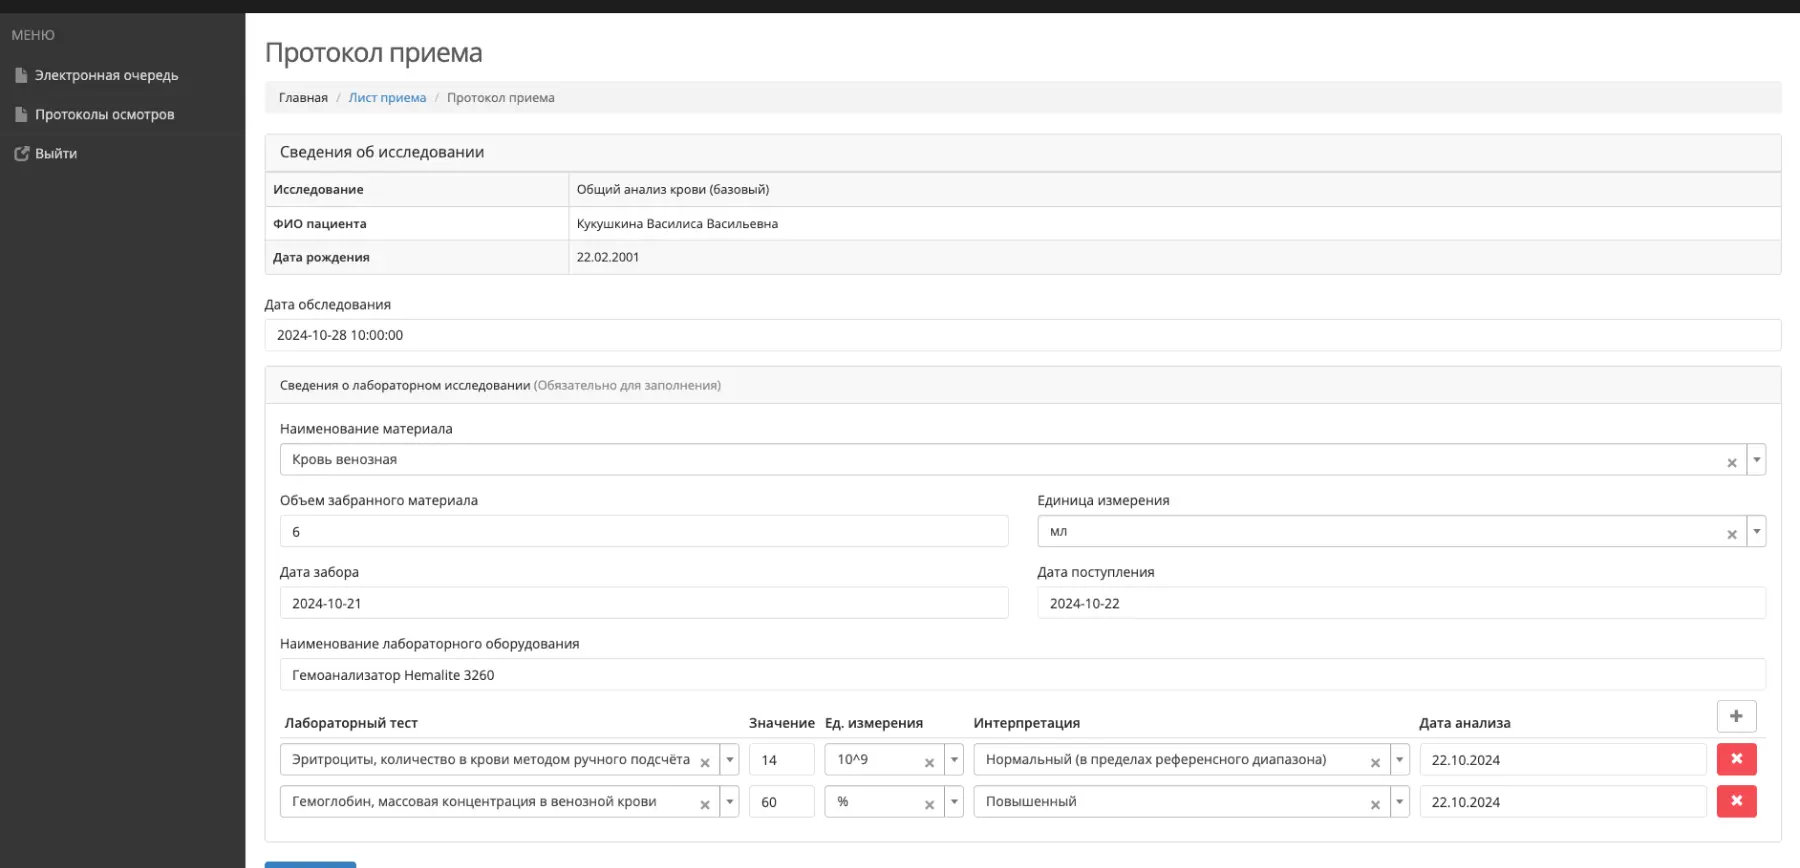 МЕНЮ
Электронная очередь
Протоколы осмотров
Выйти
Протокол приема
Главная / Лист приема / Протокол приема
Сведения об исследовании
Исследование Общий анализ крови (базовый)
ФИО пациента Кукушкина Василиса Васильевна
Дата рождения 22.02.2001
Дата обследования
2024-10-28 10:00:00
Сведения о лабораторном исследовании (Обязательно для заполнения)
Наименование материала
Кровь венозная
Объем забранного материала Единица измерения
6 мл
Дата забора Дата поступления
2024-10-21 2024-10-22
Наименование лабораторного оборудования
Гемоанализатор Hemalite 3260
Лабораторный тест Значение Ед. измерения Интерпретация Дата анализа
Эритроциты, количество в крови методом ручного подсчёта 14 10^9 Нормальный (в пределах референсного диапазона) 22.10.2024
Гемоглобин, массовая концентрация в венозной крови 60 % Повышенный 22.10.2024